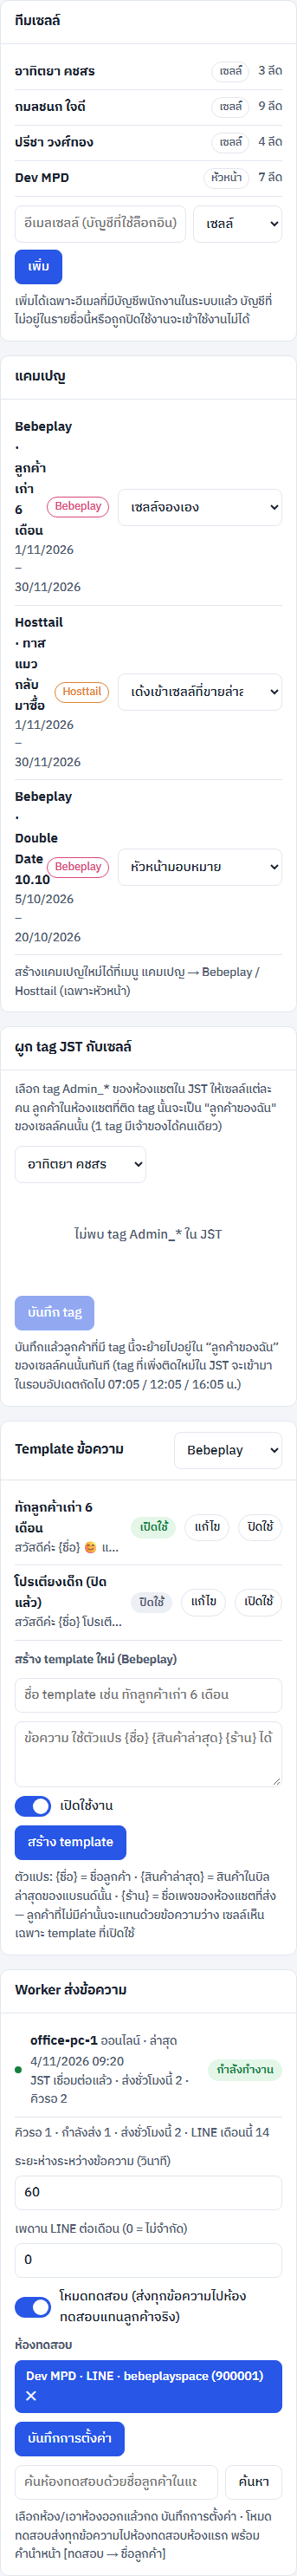 ทีมเซลล์
อาทิตยา คชสร เซลล์ 3 ลีด
กมลชนก ใจดี เซลล์ 9 ลีด
ปรีชา วงศ์ทอง เซลล์ 4 ลีด
Dev MPD หัวหน้า 7 ลีด
อีเมลเซลล์ (บัญชีที่ใช้ล็อกอิน) เซลล์
เพิ่ม
เพิ่มได้เฉพาะอีเมลที่มีบัญชีพนักงานในระบบแล้ว บัญชีที่
ไม่อยู่ในรายชื่อนี้หรือถูกปิดใช้งานจะเข้าใช้งานไม่ได้
แคมเปญ
Bebeplay
·
ลูกค้า
เก่า
6
เดือน
1/11/2026
–
30/11/2026
Bebeplay
เซลล์จองเอง
Hosttail
· ทาส
แมว
กลับ
มาซื้อ
1/11/2026
–
30/11/2026
Hosttail
เด้งเข้าเซลล์ที่ขายล่าส
Bebeplay
·
Double
Date
10.10
5/10/2026
–
20/10/2026
Bebeplay
หัวหน้ามอบหมาย
สร้างแคมเปญใหม่ได้ที่เมนู แคมเปญ → Bebeplay /
Hosttail (เฉพาะหัวหน้า)
ผูก tag JST กับเซลล์
เลือก tag Admin_* ของห้องแชตใน JST ให้เซลล์แต่ละ
คน ลูกค้าในห้องแชตที่ติด tag นั้นจะเป็น "ลูกค้าของฉัน"
ของเซลล์คนนั้น (1 tag มีเจ้าของได้คนเดียว)
อาทิตยา คชสร
ไม่พบ tag Admin_* ใน JST
บันทึก tag
บันทึกแล้วลูกค้าที่มี tag นี้จะย้ายไปอยู่ใน "ลูกค้าของฉัน"
ของเซลล์คนนั้นทันที (tag ที่เพิ่งติดใหม่ใน JST จะเข้ามา
ในรอบอัปเดตถัดไป 07:05 / 12:05 / 16:05 น.)
Template ข้อความ Bebeplay
ทักลูกค้าเก่า 6
เดือน
สวัสดีค่ะ {ชื่อ} 😊 แ...
เปิดใช้ แก้ไข ปิดใช้
โปรเตียงเด็ก (ปิด
แล้ว)
สวัสดีค่ะ {ชื่อ} โปรเตี...
ปิดใช้ แก้ไข เปิดใช้
สร้าง template ใหม่ (Bebeplay)
ชื่อ template เช่น ทักลูกค้าเก่า 6 เดือน
ข้อความ ใช้ตัวแปร {ชื่อ} {สินค้าล่าสุด} {ร้าน} ได้
เปิดใช้งาน
สร้าง template
ตัวแปร: {ชื่อ} = ชื่อลูกค้า · {สินค้าล่าสุด} = สินค้าในบิล
ล่าสุดของแบรนด์นั้น · {ร้าน} = ชื่อเพจของห้องแชตที่ส่ง
— ลูกค้าที่ไม่มีค่านั้นจะแทนด้วยข้อความว่าง เซลล์เห็น
เฉพาะ template ที่เปิดใช้
Worker ส่งข้อความ
office-pc-1 ออนไลน์ · ล่าสุด
4/11/2026 09:20
JST เชื่อมต่อแล้ว · ส่งชั่วโมงนี้ 2 ·
คิวรอ 2
กำลังทำงาน
คิวรอ 1 · กำลังส่ง 1 · ส่งชั่วโมงนี้ 2 · LINE เดือนนี้ 14
ระยะห่างระหว่างข้อความ (วินาที)
60
เพดาน LINE ต่อเดือน (0 = ไม่จำกัด)
0
โหมดทดสอบ (ส่งทุกข้อความไปห้อง
ทดสอบแทนลูกค้าจริง)
ห้องทดสอบ
Dev MPD · LINE · bebeplayspace (900001)
✕
บันทึกการตั้งค่า
ค้นห้องทดสอบด้วยชื่อลูกค้าในแช ค้นหา
เลือกห้อง/เอาห้องออกแล้วกด บันทึกการตั้งค่า · โหมด
ทดสอบส่งทุกข้อความไปห้องทดสอบห้องแรก พร้อม
คำนำหน้า [ทดสอบ → ชื่อลูกค้า]